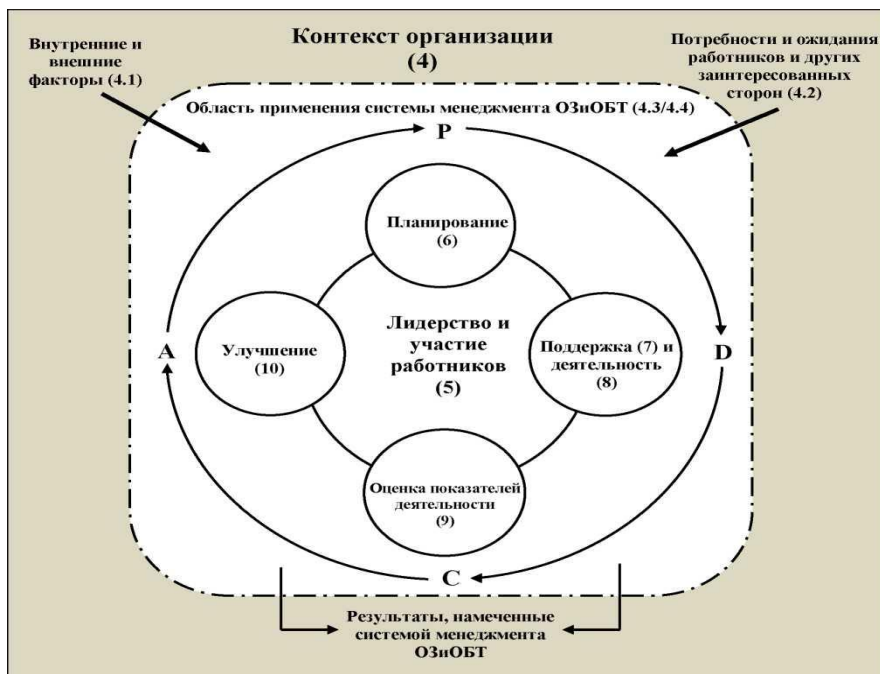 Контекст организации
(4)
Внутренние и
внешние
факторы (4.1)
Потребности и ожидания
работников и других
заинтересованных
сторон (4.2)
Область применения системы менеджмента ОЗиОБТ (4.3/4.4)
P
Планирование
(6)
A
Улучшение
(10)
Лидерство и
участие
работников
(5)
Поддержка (7) и
деятельность
(8)
D
Оценка показателей
деятельности
(9)
C
Результаты, намеченные
системой менеджмента
ОЗиОБТ